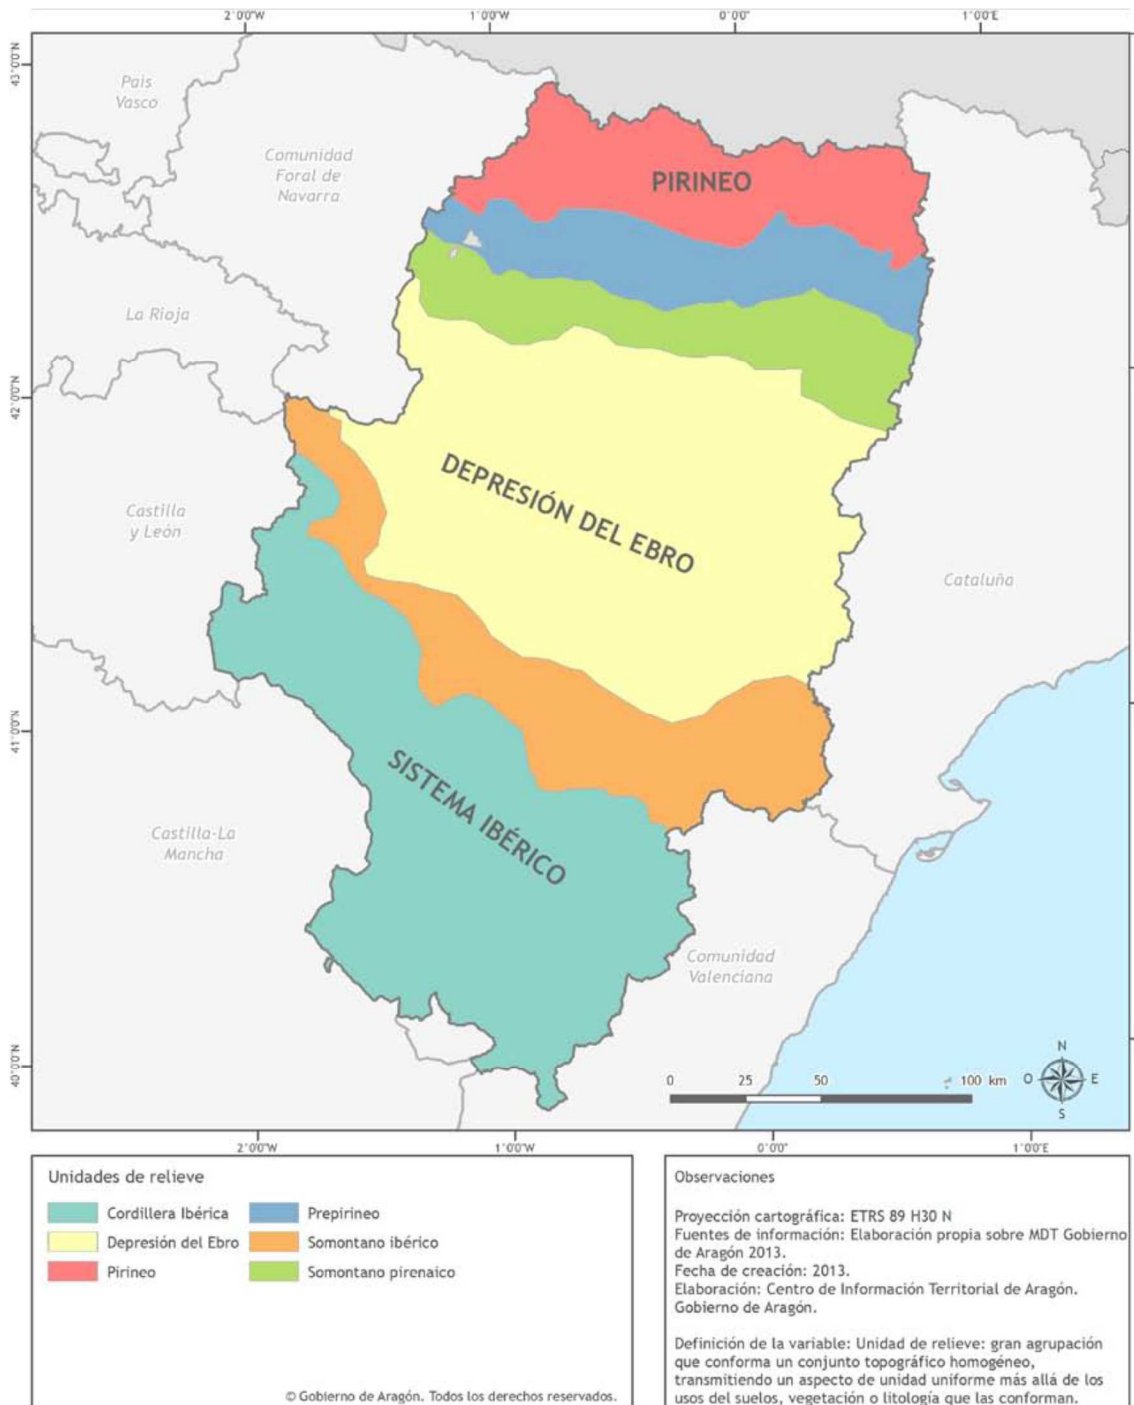 2°0'0"W 1°0'0"W 0°0'0" 1°0'0"E
43°0'0"N
País
Vasco
Comunidad
Foral de
Navarra
PIRINEO
La Rioja
42°0'0"N
DEPRESIÓN DEL EBRO
Castilla
y León
Cataluña
41°0'0"N
SISTEMA IBÉRICO
Castilla-La
Mancha
Comunidad
Valenciana
40°0'0"N
0 25 50 100 km
N
O E
S
2°0'0"W 1°0'0"W 0°0'0" 1°0'0"E
Unidades de relieve
Cordillera Ibérica
Depresión del Ebro
Pirineo
Prepirineo
Somontano ibérico
Somontano pirenaico
© Gobierno de Aragón. Todos los derechos reservados.
Observaciones
Proyección cartográfica: ETRS 89 H30 N
Fuentes de información: Elaboración propia sobre MDT Gobierno
de Aragón 2013.
Fecha de creación: 2013.
Elaboración: Centro de Información Territorial de Aragón.
Gobierno de Aragón.
Definición de la variable: Unidad de relieve: gran agrupación
que conforma un conjunto topográfico homogéneo,
transmitiendo un aspecto de unidad uniforme más allá de los
usos del suelos, vegetación o litología que las conforman.